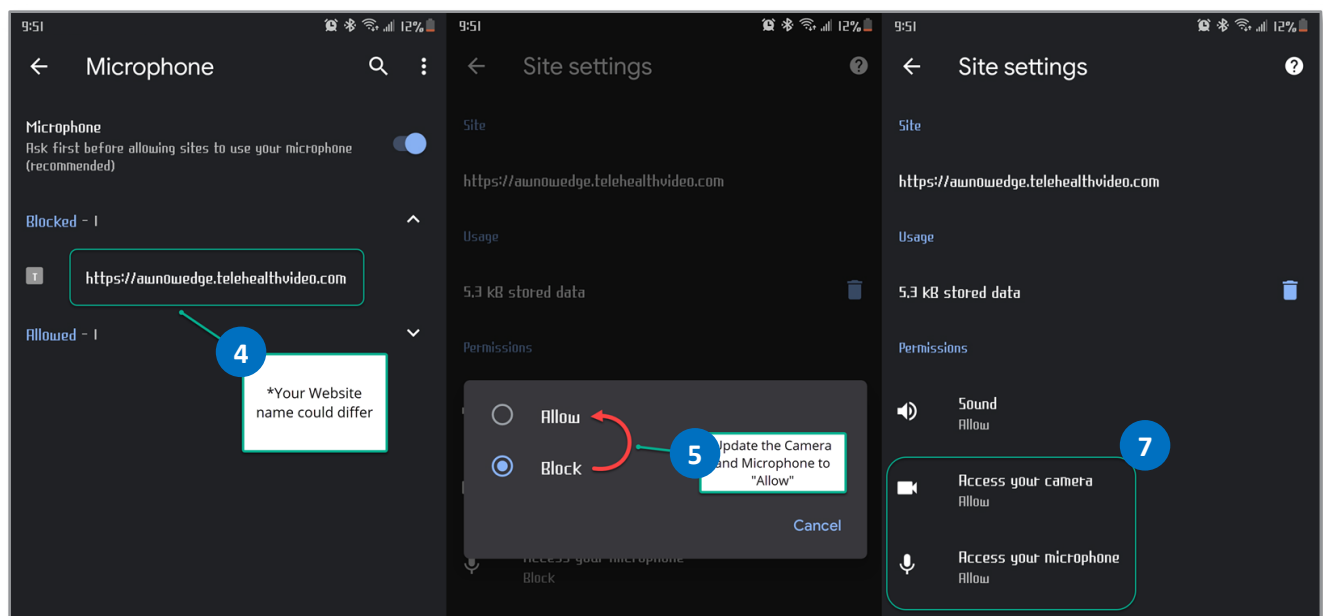 9:51
12%
Microphone
Microphone
Ask first before allowing sites to use your microphone
(recommended)
Blocked - 1
T
https://awnowedge.telehealthvideo.com
Allowed - 1
4
*Your Website
name could differ
9:51
12%
Site settings
Site
https://awnowedge.telehealthvideo.com
Usage
5.3 kB stored data
Permissions
Allow
Block
5
Update the Camera
and Microphone to
"Allow"
Cancel
Access your microphone
Block
9:51
12%
Site settings
?
Site
https://awnowedge.telehealthvideo.com
Usage
5.3 kB stored data
Permissions
Sound
Allow
7
Access your camera
Allow
Access your microphone
Allow